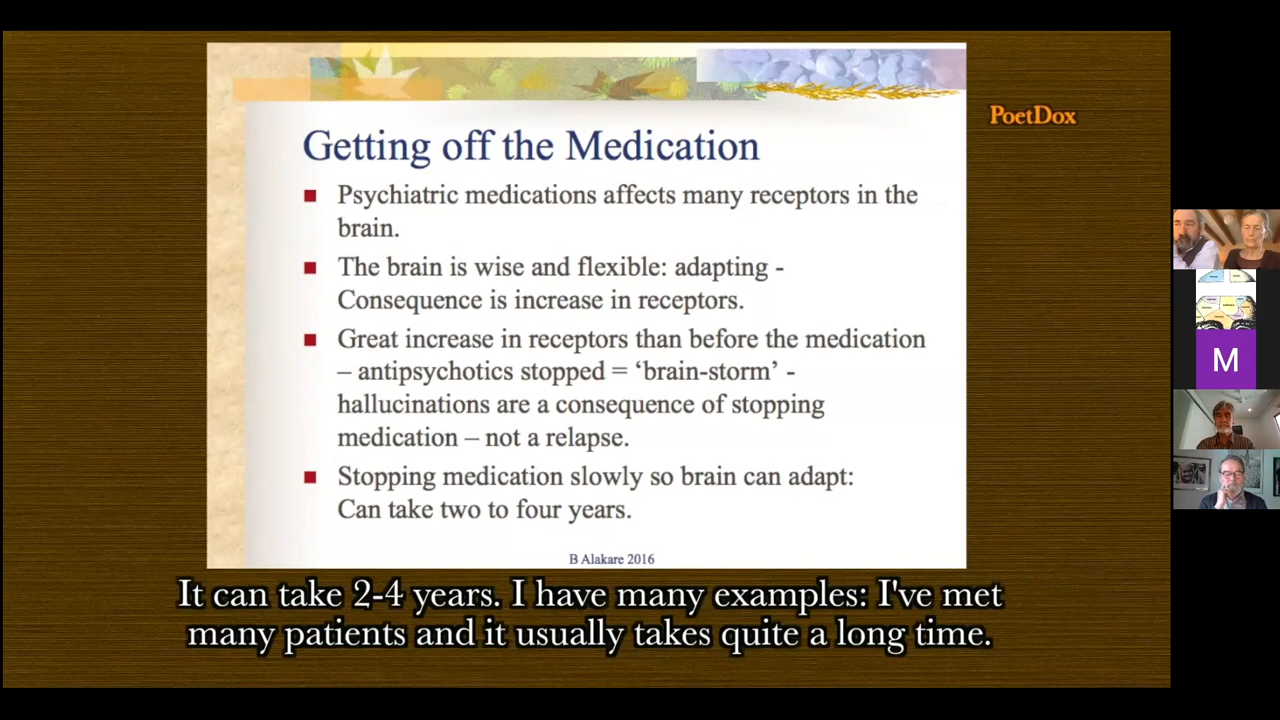 PoetDox
Getting off the Medication
Psychiatric medications affects many receptors in the
brain.
The brain is wise and flexible: adapting -
Consequence is increase in receptors.
Great increase in receptors than before the medication
– antipsychotics stopped = ‘brain-storm’ -
hallucinations are a consequence of stopping
medication – not a relapse.
Stopping medication slowly so brain can adapt:
Can take two to four years.
B Alakare 2016
It can take 2-4 years. I have many examples: I've met
many patients and it usually takes quite a long time.
M